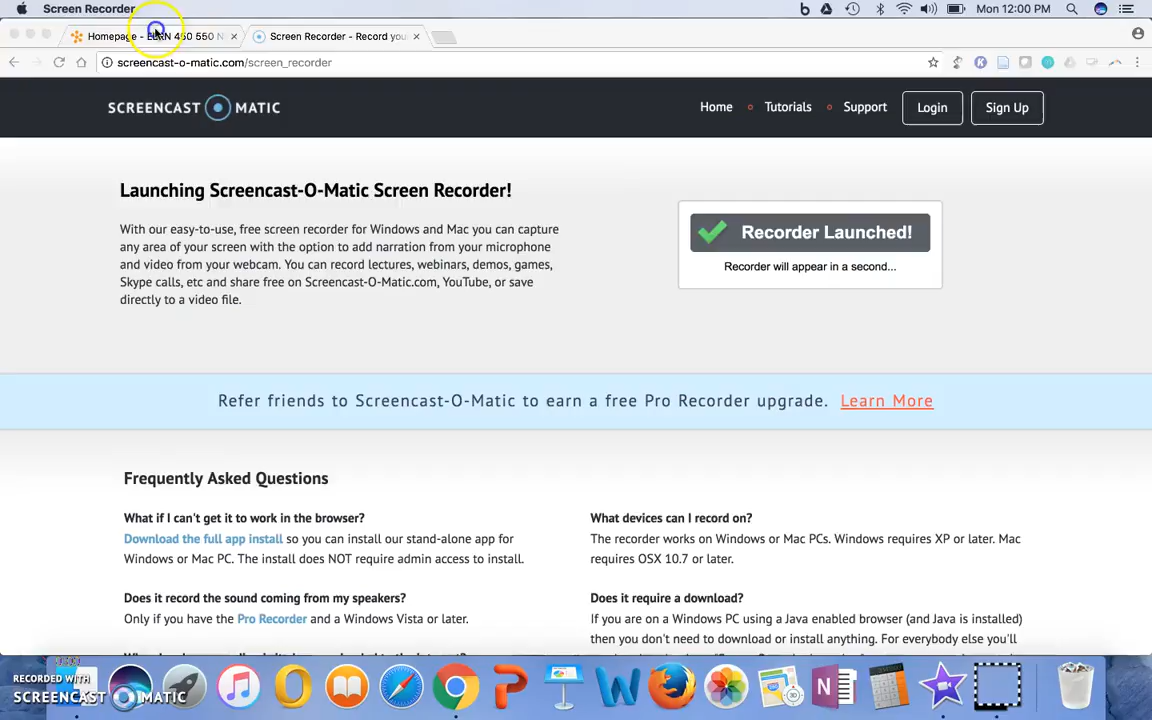 Screen Recorder
Mon 12:00 PM
Homepage - LERN 450 550 N
Screen Recorder - Record you
screencast-o-matic.com/screen_recorder
SCREENCAST MATIC
Home
Tutorials
Support
Login
Sign Up
Launching Screencast-O-Matic Screen Recorder!
With our easy-to-use, free screen recorder for Windows and Mac you can capture
any area of your screen with the option to add narration from your microphone
and video from your webcam. You can record lectures, webinars, demos, games,
Skype calls, etc and share free on Screencast-O-Matic.com, YouTube, or save
directly to a video file.
Recorder Launched!
Recorder will appear in a second...
Refer friends to Screencast-O-Matic to earn a free Pro Recorder upgrade. Learn More
Frequently Asked Questions
What if I can't get it to work in the browser?
Download the full app install so you can install our stand-alone app for
Windows or Mac PC. The install does NOT require admin access to install.
Does it record the sound coming from my speakers?
Only if you have the Pro Recorder and a Windows Vista or later.
What devices can I record on?
The recorder works on Windows or Mac PCs. Windows requires XP or later. Mac
requires OSX 10.7 or later.
Does it require a download?
If you are on a Windows PC using a Java enabled browser (and Java is installed)
then you don't need to download or install anything. For everybody else you'll
RECORDED WITH
SCREENCAST MATIC